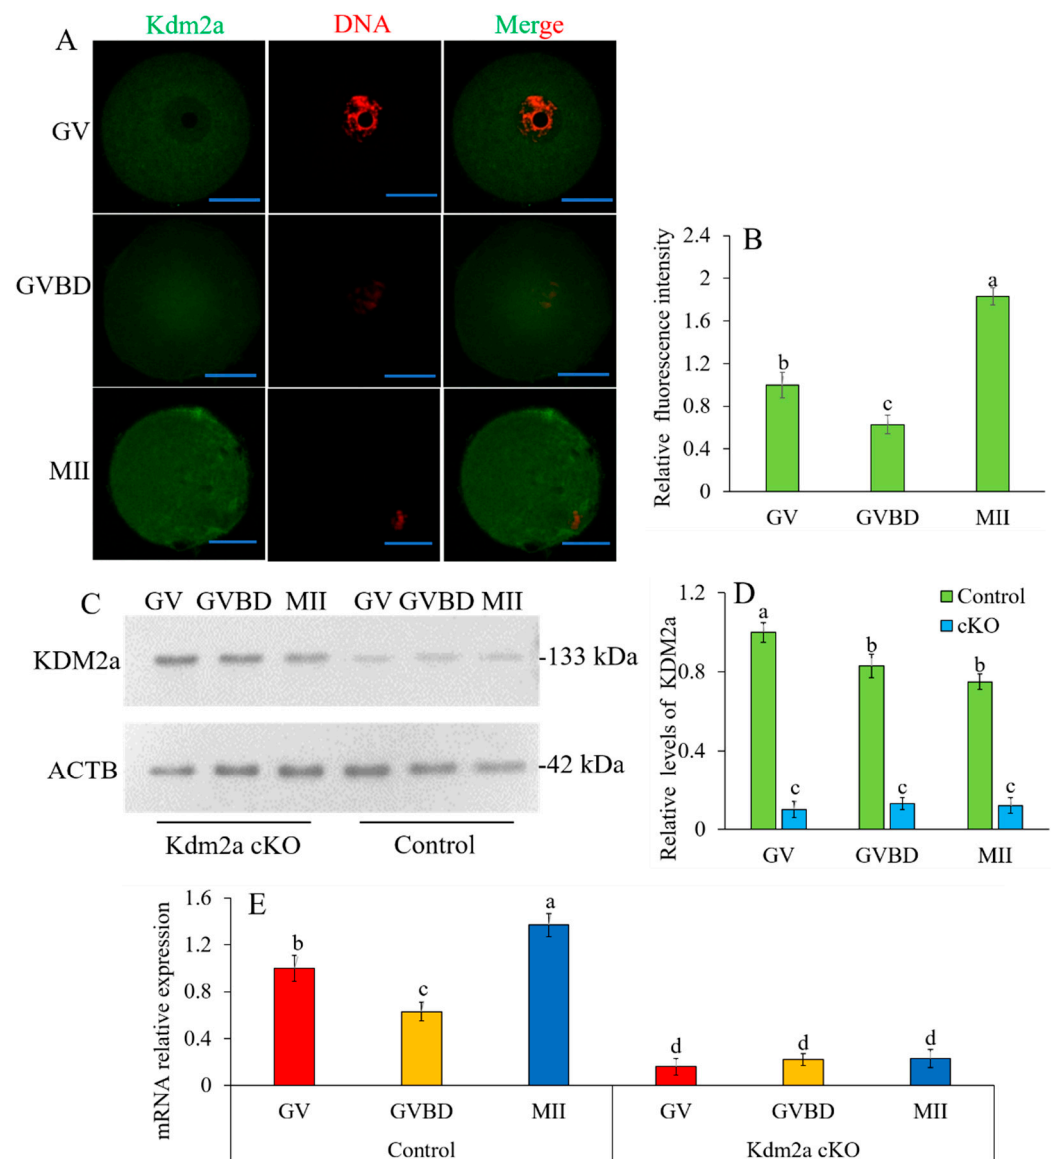 A
Kdm2a DNA Merge
GV
GVBD
MII
B
Relative fluorescence intensity
2.4
2
1.6
1.2
0.8
0.4
0
a
b
c
GV GVBD MII
C
GV GVBD MII GV GVBD MII
KDM2a -133 kDa
ACTB -42 kDa
Kdm2a cKO Control
D
Relative levels of KDM2a
1.2
0.8
0.4
0
Control
cKO
a
b
b
c c c
GV GVBD MII
E
mRNA relative expression
1.6
1.2
0.8
0.4
0
b c a d d d
GV GVBD MII GV GVBD MII
Control Kdm2a cKO